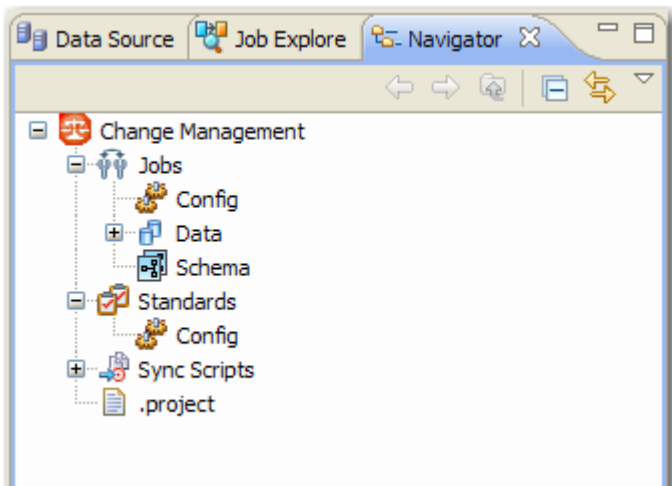 Data Source Job Explore Navigator
Change Management
Jobs
Config
Data
Schema
Standards
Config
Sync Scripts
.project